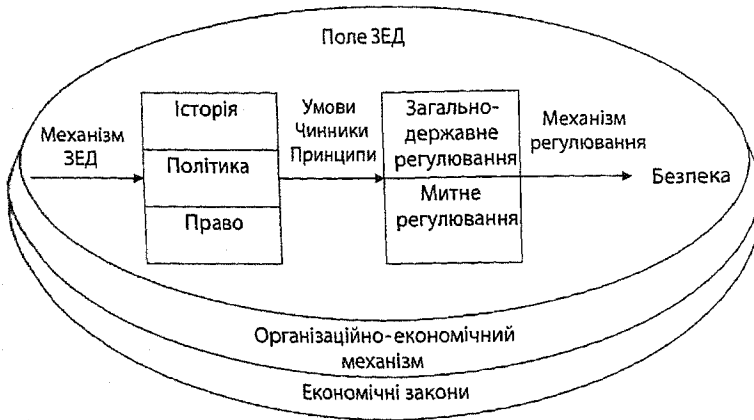 Поле ЗЕД
Механізм
ЗЕД
Історія
Політика
Право
Умови
Чинники
Принципи
Загально-
державне
регулювання
Митне
регулювання
Механізм
регулювання
Безпека
Організаційно-економічний
механізм
Економічні закони